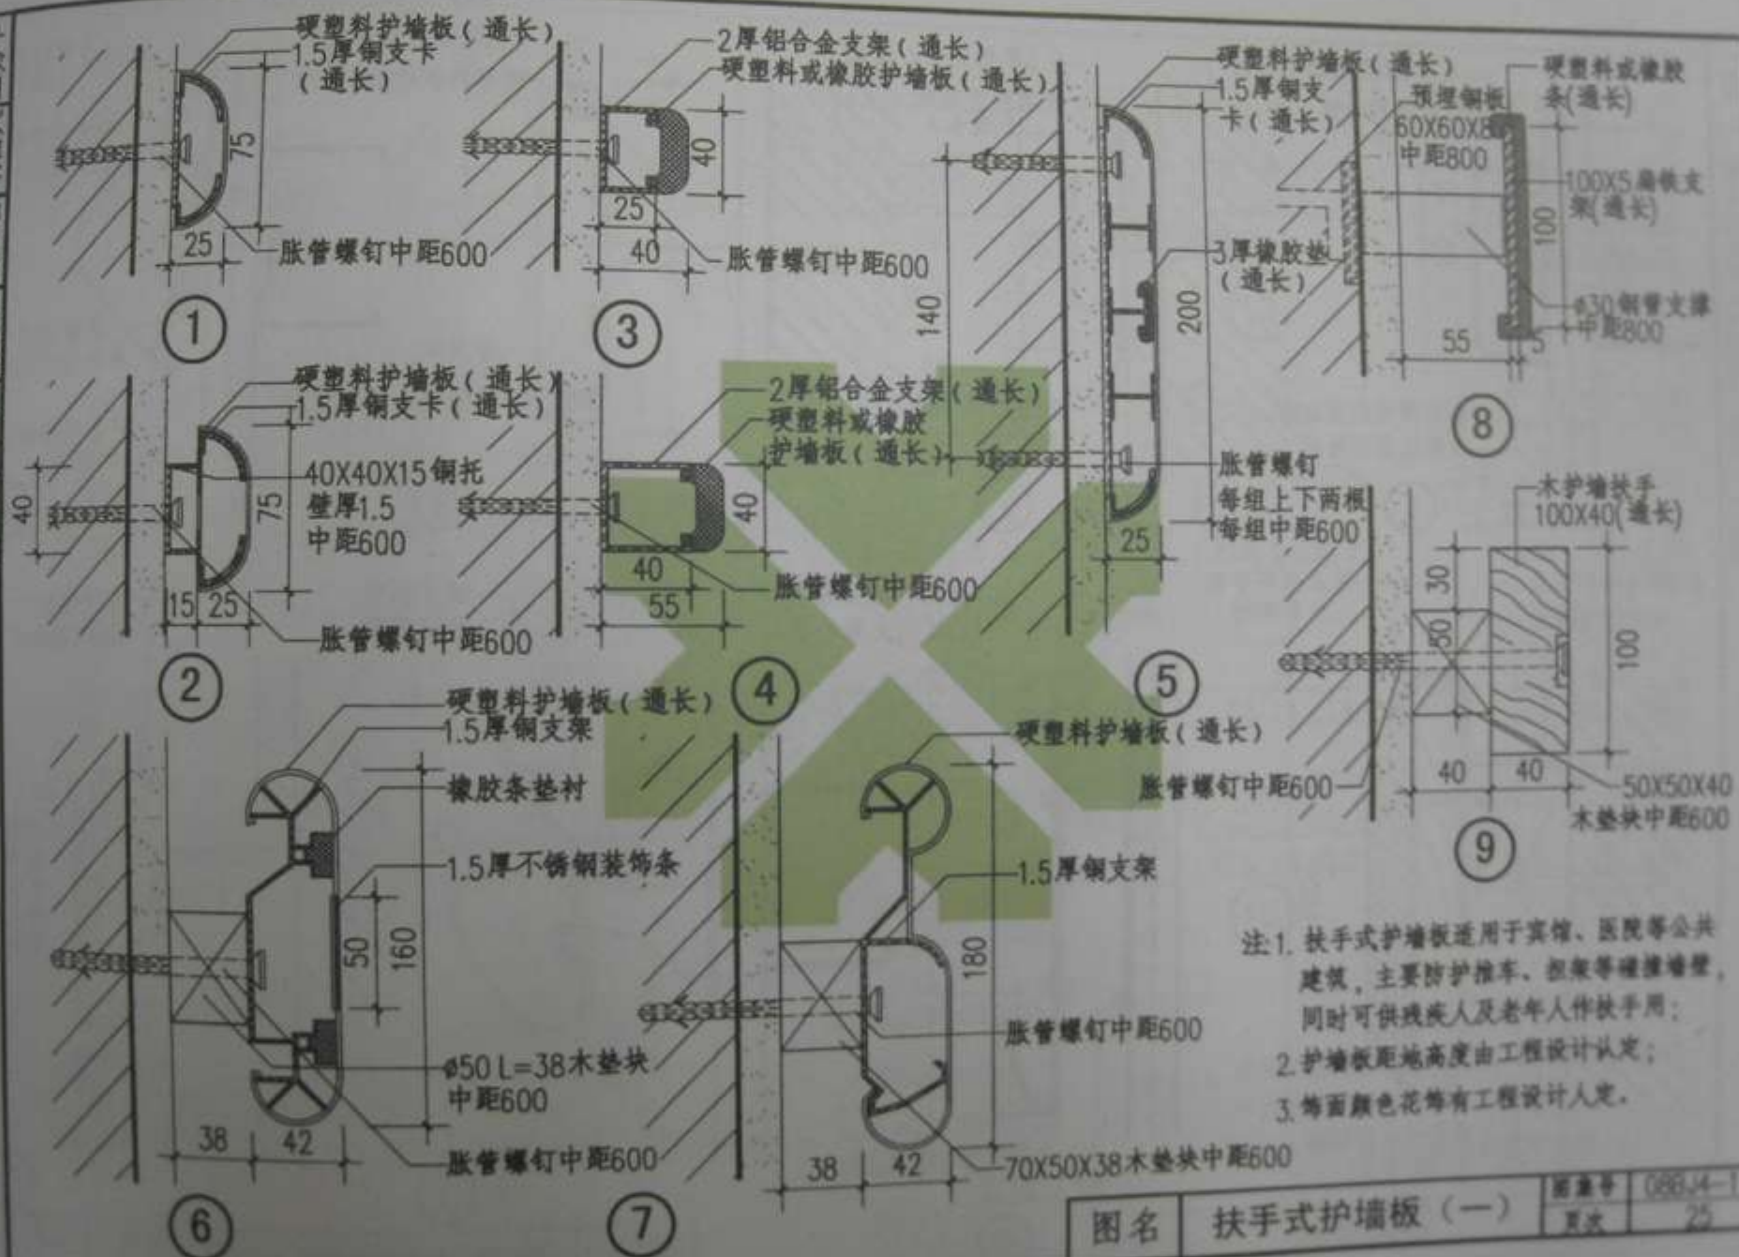 硬塑料护墙板(通长)
1.5厚钢支卡
(通长)
75
25
胀管螺钉中距600
1
2厚铝合金支架(通长)
硬塑料或橡胶护墙板(通长)
40
25
40
胀管螺钉中距600
3
硬塑料护墙板(通长)
1.5厚钢支卡(通长)
40X40X15钢托
壁厚1.5
中距600
40
75
15
25
胀管螺钉中距600
2
2厚铝合金支架(通长)
硬塑料或橡胶
护墙板(通长)
40
40
55
胀管螺钉中距600
4
硬塑料护墙板(通长)
1.5厚钢支
卡(通长)
3厚橡胶垫
(通长)
140
200
胀管螺钉
每组上下两根
每组中距600
25
5
硬塑料或橡胶
条(通长)
预埋钢板
60X60X8
中距800
100X5扁铁支
架(通长)
100
ø30钢管支撑
中距800
55
5
8
木护墙扶手
100X40(通长)
30
50
100
40
40
胀管螺钉中距600
50X50X40
木垫块中距600
9
硬塑料护墙板(通长)
1.5厚钢支架
橡胶条垫衬
1.5厚不锈钢装饰条
50
160
ø50 L=38木垫块
中距600
38
42
胀管螺钉中距600
6
硬塑料护墙板(通长)
1.5厚钢支架
180
胀管螺钉中距600
38
42
70X50X38木垫块中距600
7
注:1. 扶手式护墙板适用于宾馆、医院等公共
建筑,主要防护推车、担架等碰撞墙壁,
同时可供残疾人及老年人作扶手用;
2. 护墙板距地高度由工程设计认定;
3. 饰面颜色花饰有工程设计人定。
图名
扶手式护墙板(一)
图集号
08BJ4-1
页次
25